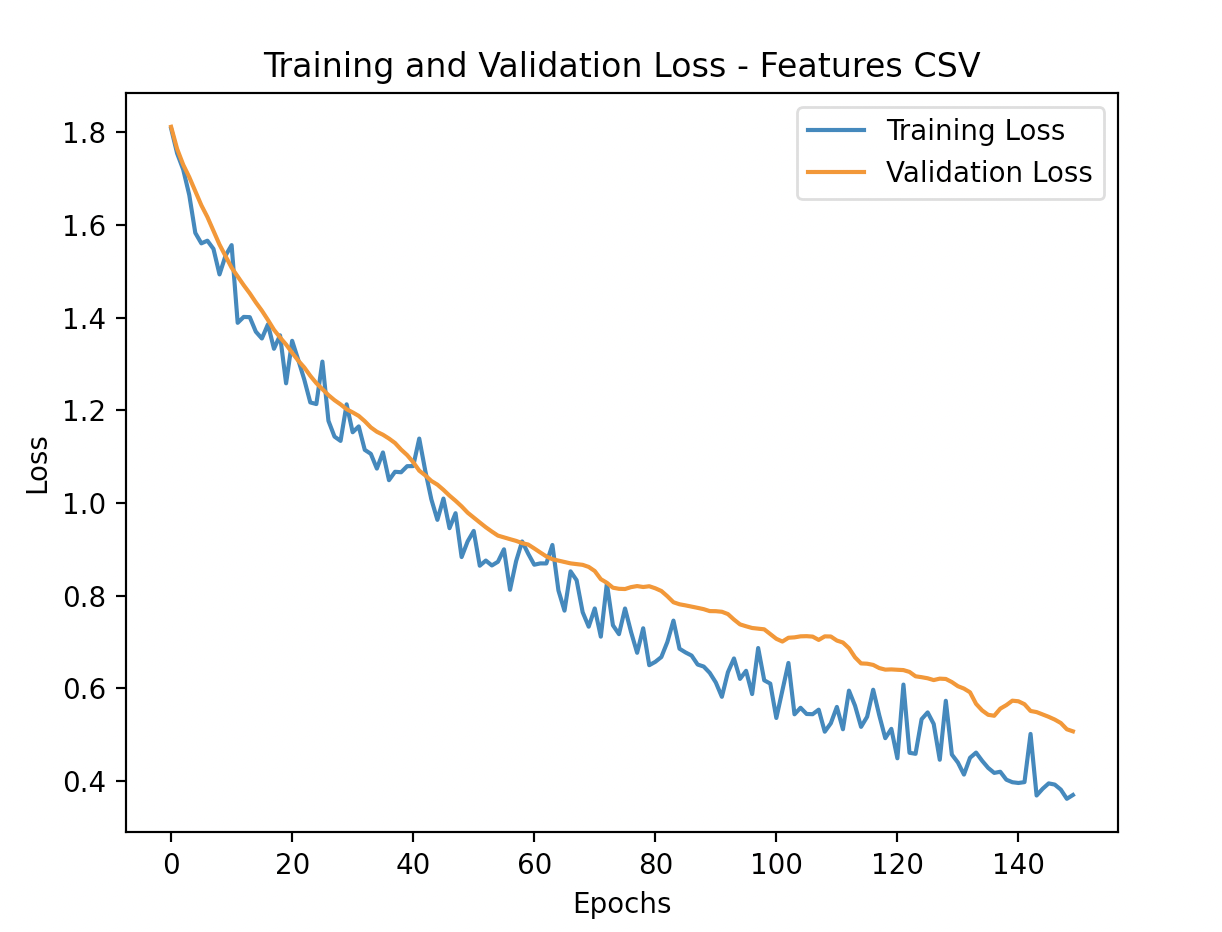 Training and Validation Loss - Features CSV
Training Loss
Validation Loss
1.8
1.6
1.4
1.2
1.0
0.8
0.6
0.4
Loss
0 20 40 60 80 100 120 140
Epochs